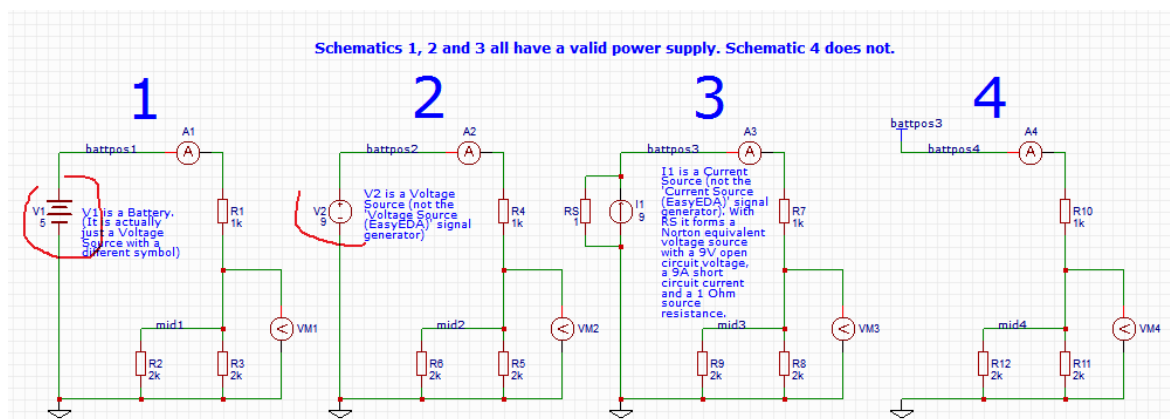 Schematics 1, 2 and 3 all have a valid power supply. Schematic 4 does not.
1
2
3
4
A1
battpos1
V1
5
V1 is a Battery.
(It is actually
just a Voltage
Source with a
different symbol)
R1
1k
A
mid1
R2
2k
R3
2k
V
VM1
A2
battpos2
A
V2
9
V2 is a Voltage
Source (not the
'Voltage Source
(EasyEDA)' signal
generator)
R4
1k
mid2
R6
2k
R5
2k
V
VM2
A3
battpos3
A
RS
1
I1
9
I1 is a Current
Source (not the
'Current Source
(EasyEDA)' signal
generator). With
RS it forms a
Norton equivalent
voltage source
with a 9V open
circuit voltage,
a 9A short
circuit current
and a 1 Ohm
source
resistance.
R7
1k
mid3
R9
2k
R8
2k
V
VM3
battpos3
A4
battpos4
A
R10
1k
mid4
R12
2k
R11
2k
V
VM4